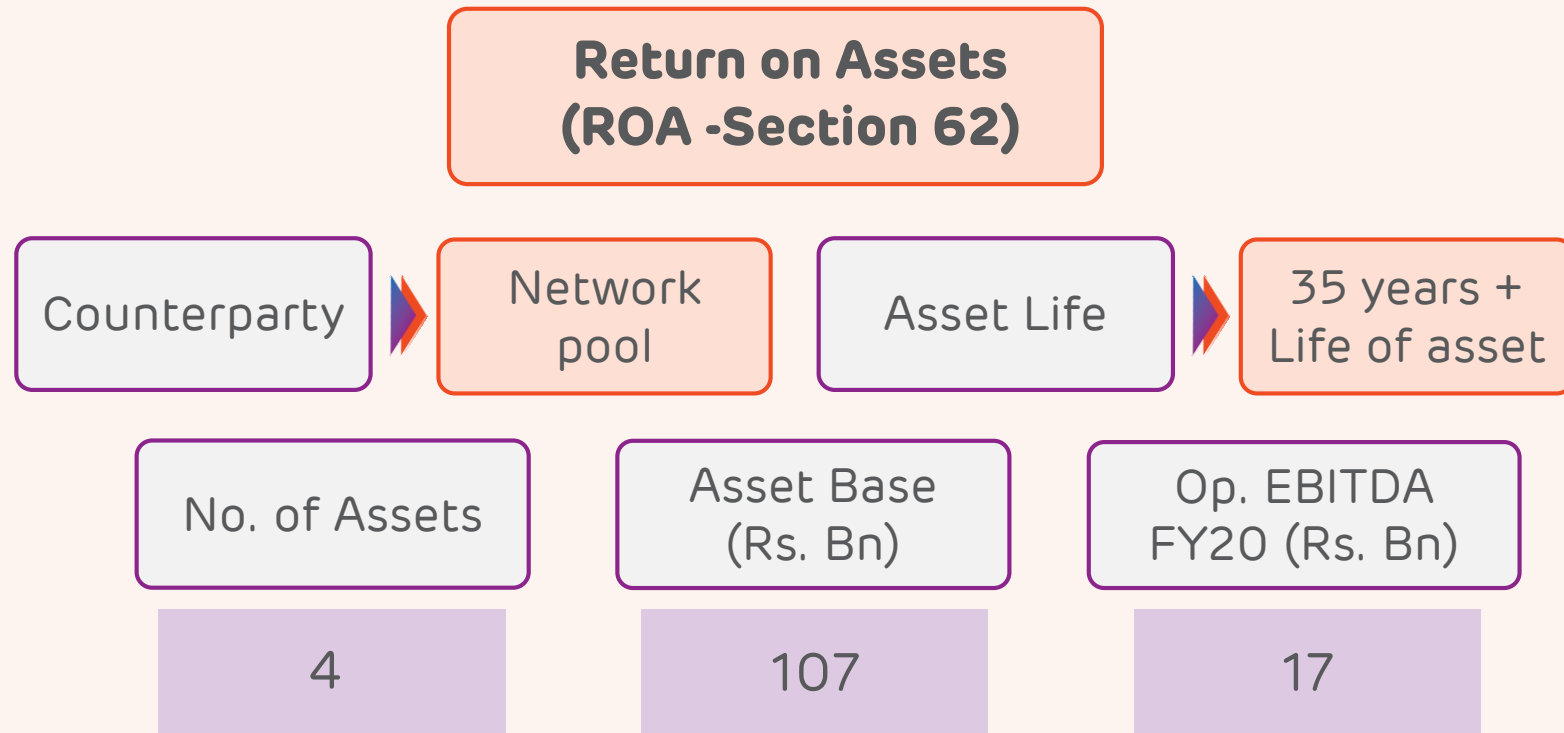 Return on Assets
(ROA -Section 62)
Counterparty
Network
pool
Asset Life
35 years +
Life of asset
No. of Assets
Asset Base
(Rs. Bn)
Op. EBITDA
FY20 (Rs. Bn)
4
107
17